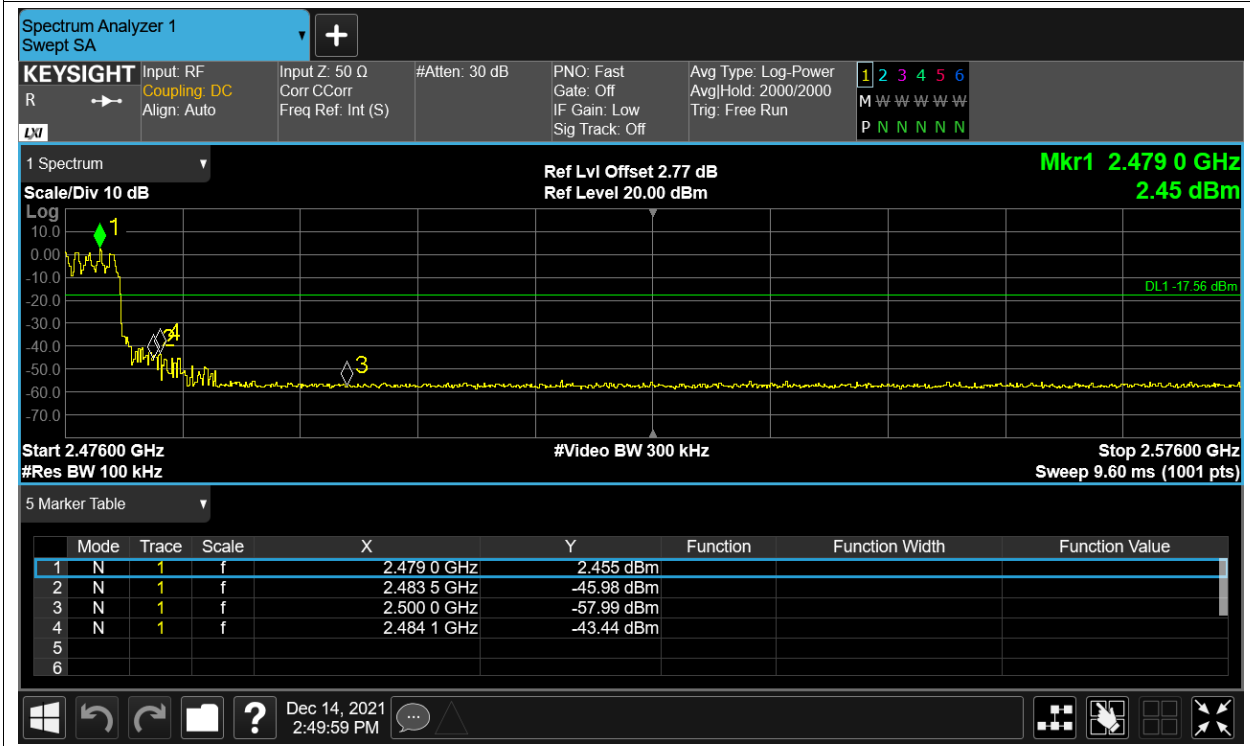 Spectrum Analyzer 1
Swept SA
+
KEYSIGHT Input: RF Input Z: 50 Ω #Atten: 30 dB PNO: Fast Avg Type: Log-Power 1 2 3 4 5 6
R Coupling: DC Corr CCorr Gate: Off Avg|Hold: 2000/2000 M W W W W W
Align: Auto Freq Ref: Int (S) IF Gain: Low Trig: Free Run
LXI Sig Track: Off P N N N N N
1 Spectrum Ref Lvl Offset 2.77 dB Mkr1 2.479 0 GHz
Scale/Div 10 dB Ref Level 20.00 dBm 2.45 dBm
Log
10.0 1
0.00
-10.0
DL1 -17.56 dBm
-20.0
-30.0
2 4
-40.0
-50.0 3
-60.0
-70.0
Start 2.47600 GHz #Video BW 300 kHz Stop 2.57600 GHz
#Res BW 100 kHz Sweep 9.60 ms (1001 pts)
5 Marker Table
Mode Trace Scale X Y Function Function Width Function Value
1 N 1 f 2.479 0 GHz 2.455 dBm
2 N 1 f 2.483 5 GHz -45.98 dBm
3 N 1 f 2.500 0 GHz -57.99 dBm
4 N 1 f 2.484 1 GHz -43.44 dBm
5
6
? Dec 14, 2021
2:49:59 PM